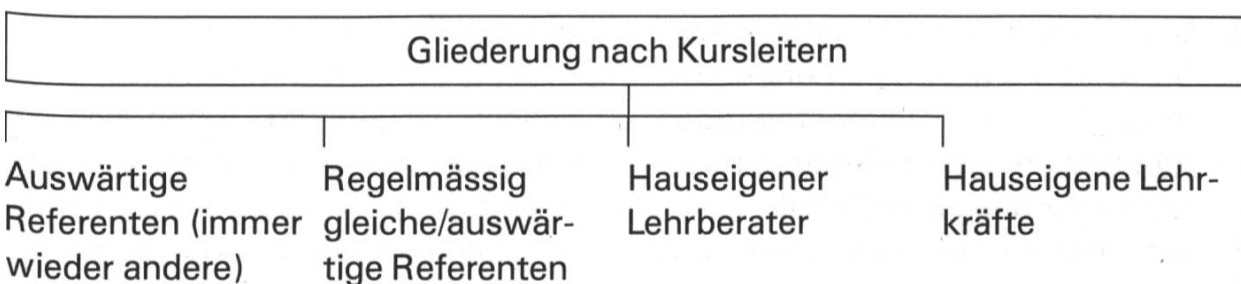 Gliederung nach Kursleitern
Auswärtige
Referenten (immer
wieder andere)
Regelmässig
gleiche/auswär-
tige Referenten
Hauseigener
Lehrberater
Hauseigene Lehr-
kräfte